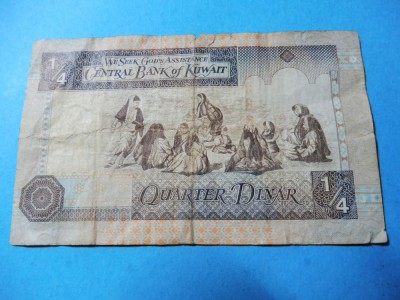 We Seek God's Assistance
1/4
Central Bank of Kuwait
Quarter Dinar
1/4